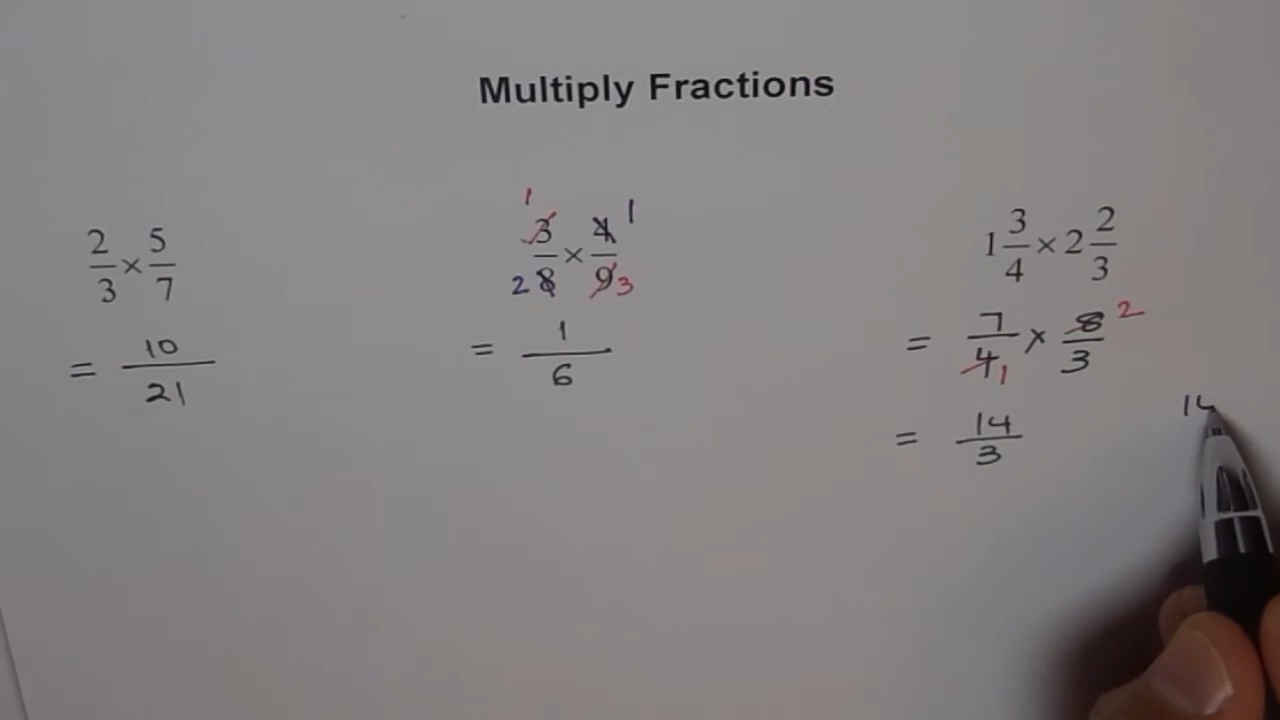 Multiply Fractions
2/3 × 5/7
= 10/21
1 1
3/8 × 4/9
2 3
= 1/6
1 3/4 × 2 2/3
= 7/4 × 8/3
1 2
= 14/3
14